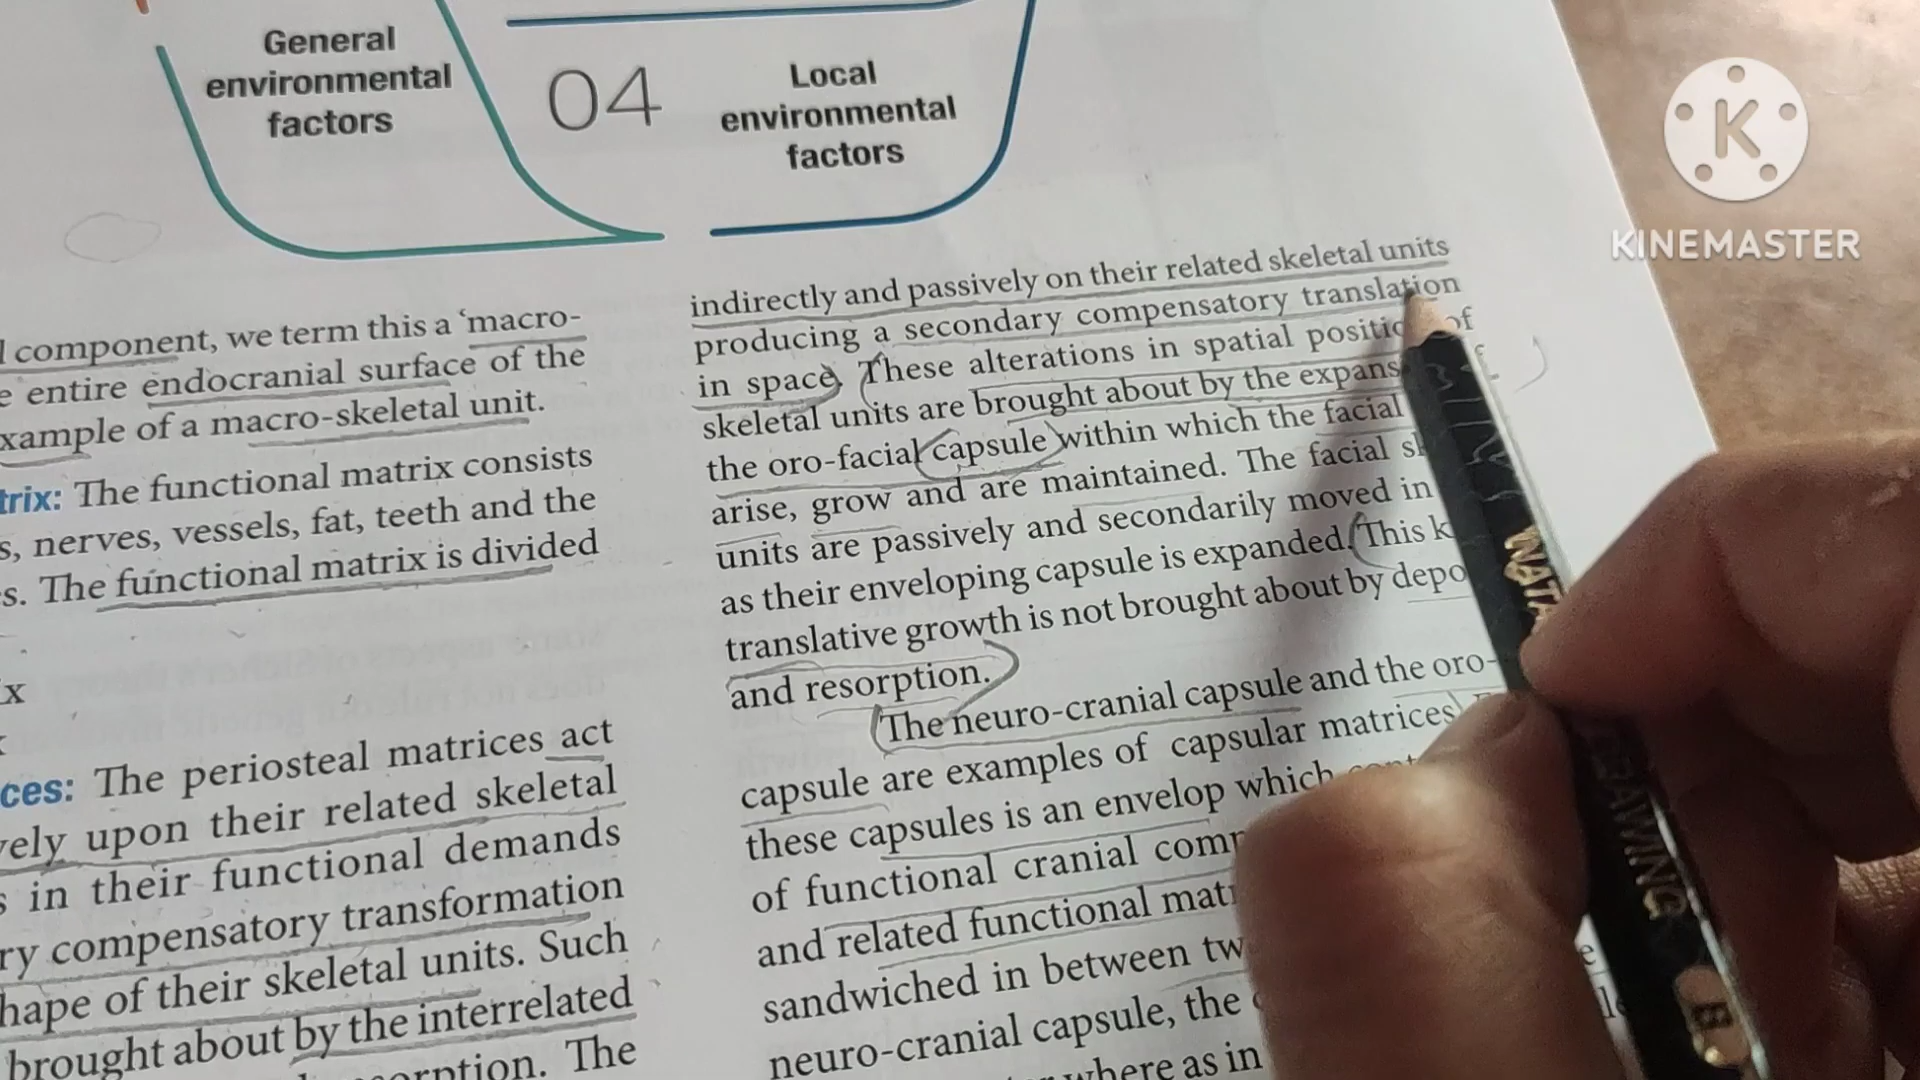 General
environmental
factors
04
Local
environmental
factors
K
KINEMASTER
component, we term this a ‘macro-
entire endocranial surface of the
xample of a macro-skeletal unit.
trix: The functional matrix consists
s, nerves, vessels, fat, teeth and the
s. The functional matrix is divided
x
ces: The periosteal matrices act
vely upon their related skeletal
s in their functional demands
ry compensatory transformation
hape of their skeletal units. Such
brought about by the interrelated
orption. The
indirectly and passively on their related skeletal units
producing a secondary compensatory translation
in space. These alterations in spatial positio of
skeletal units are brought about by the expans
the oro-facial capsule within which the facial
arise, grow and are maintained. The facial sk
units are passively and secondarily moved in
as their enveloping capsule is expanded. This k
translative growth is not brought about by depo
and resorption.
The neuro-cranial capsule and the oro-
capsule are examples of capsular matrices.
these capsules is an envelop which
of functional cranial comp
and related functional matr
sandwiched in between tw
neuro-cranial capsule, the
where as in
NATA
DRAWING